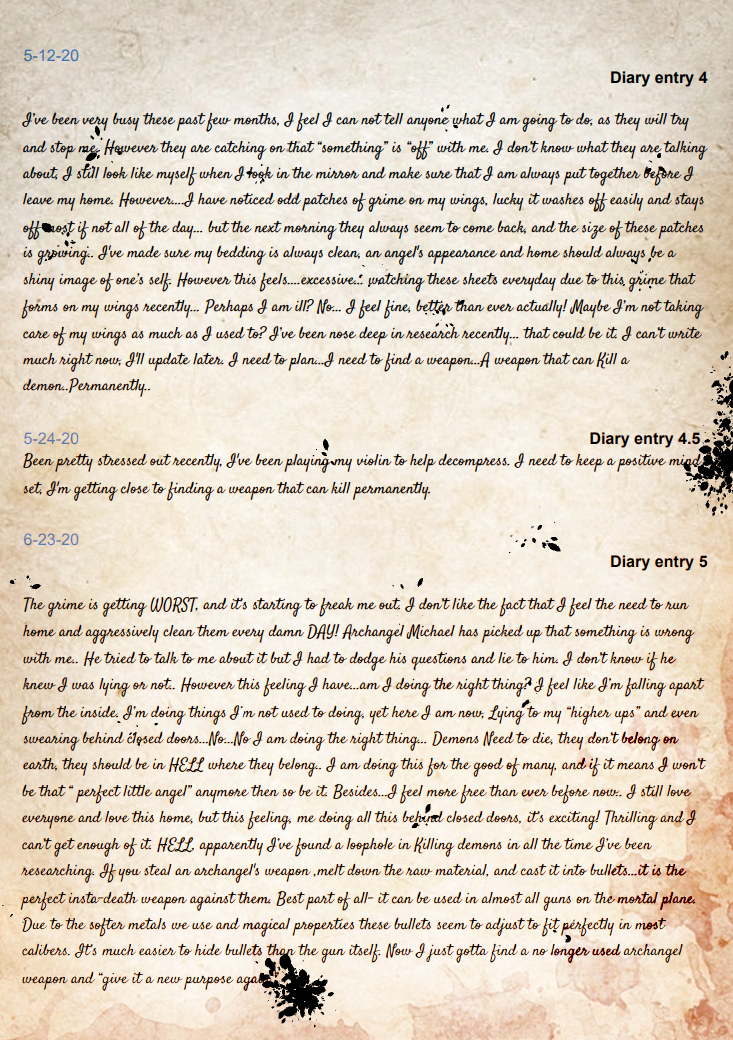 5-12-20
Diary entry 4
I've been very busy these past few months, I feel I can not tell anyone what I am going to do, as they will try
and stop me. However they are catching on that "something" is "off" with me. I don't know what they are talking
about, I still look like myself when I look in the mirror and make sure that I am always put together before I
leave my home. However....I have noticed odd patches of grime on my wings, lucky it washes off easily and stays
off most if not all of the day... but the next morning they always seem to come back, and the size of these patches
is growing.. I've made sure my bedding is always clean, an angel's appearance and home should always be a
shiny image of one's self. However this feels....excessive... watching these sheets everyday due to this grime that
forms on my wings recently... Perhaps I am ill? No... I feel fine, better than ever actually! Maybe I'm not taking
care of my wings as much as I used to? I've been nose deep in research recently... that could be it. I can't write
much right now, I'll update later. I need to plan...I need to find a weapon...A weapon that can Kill a
demon..Permanently..
5-24-20
Diary entry 4.5
Been pretty stressed out recently, I've been playing my violin to help decompress. I need to keep a positive mind
set, I'm getting close to finding a weapon that can kill permanently.
6-23-20
Diary entry 5
The grime is getting WORST, and it's starting to freak me out. I don't like the fact that I feel the need to run
home and aggressively clean them every damn DAY! Archangel Michael has picked up that something is wrong
with me.. He tried to talk to me about it but I had to dodge his questions and lie to him. I don't know if he
knew I was lying or not.. However this feeling I have...am I doing the right thing? I feel like I'm falling apart
from the inside. I'm doing things I'm not used to doing, yet here I am now, Lying to my "higher ups" and even
swearing behind closed doors...No...No I am doing the right thing... Demons Need to die, they don't belong on
earth, they should be in HELL where they belong.. I am doing this for the good of many, and if it means I won't
be that " perfect little angel" anymore then so be it. Besides...I feel more free than ever before now.. I still love
everyone and love this home, but this feeling, me doing all this behind closed doors, it's exciting! Thrilling and I
can't get enough of it. HELL, apparently I've found a loophole in Killing demons in all the time I've been
researching. If you steal an archangel's weapon ,melt down the raw material, and cast it into bullets...it is the
perfect insta-death weapon against them. Best part of all- it can be used in almost all guns on the mortal plane.
Due to the softer metals we use and magical properties these bullets seem to adjust to fit perfectly in most
calibers. It's much easier to hide bullets than the gun itself. Now I just gotta find a no longer used archangel
weapon and "give it a new purpose